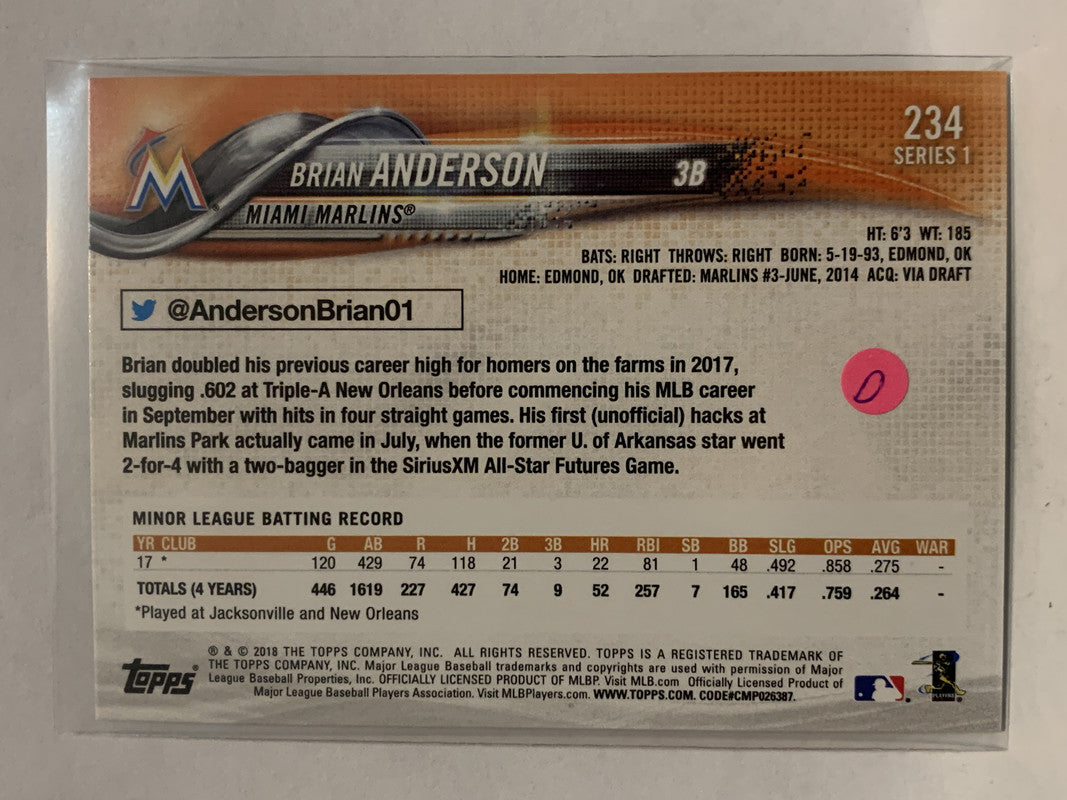 234
SERIES 1
M
BRIAN ANDERSON 3B
MIAMI MARLINS®
HT: 6'3 WT: 185
BATS: RIGHT THROWS: RIGHT BORN: 5-19-93, EDMOND, OK
HOME: EDMOND, OK DRAFTED: MARLINS #3-JUNE, 2014 ACQ: VIA DRAFT
@AndersonBrian01
Brian doubled his previous career high for homers on the farms in 2017,
slugging .602 at Triple-A New Orleans before commencing his MLB career
in September with hits in four straight games. His first (unofficial) hacks at
Marlins Park actually came in July, when the former U. of Arkansas star went
2-for-4 with a two-bagger in the SiriusXM All-Star Futures Game.
D
MINOR LEAGUE BATTING RECORD
YR CLUB G AB R H 2B 3B HR RBI SB BB SLG OPS AVG WAR
17 * 120 429 74 118 21 3 22 81 1 48 .492 .858 .275 -
TOTALS (4 YEARS) 446 1619 227 427 74 9 52 257 7 165 .417 .759 .264 -
*Played at Jacksonville and New Orleans
® & © 2018 THE TOPPS COMPANY, INC. ALL RIGHTS RESERVED. TOPPS IS A REGISTERED TRADEMARK OF
THE TOPPS COMPANY, INC. Major League Baseball trademarks and copyrights are used with permission of Major
League Baseball Properties, Inc. OFFICIALLY LICENSED PRODUCT OF MLBP. Visit MLB.com Officially Licensed Product of
Major League Baseball Players Association. Visit MLBPlayers.com. WWW.TOPPS.COM. CODE#CMP026387.
topps®
PLAYERS